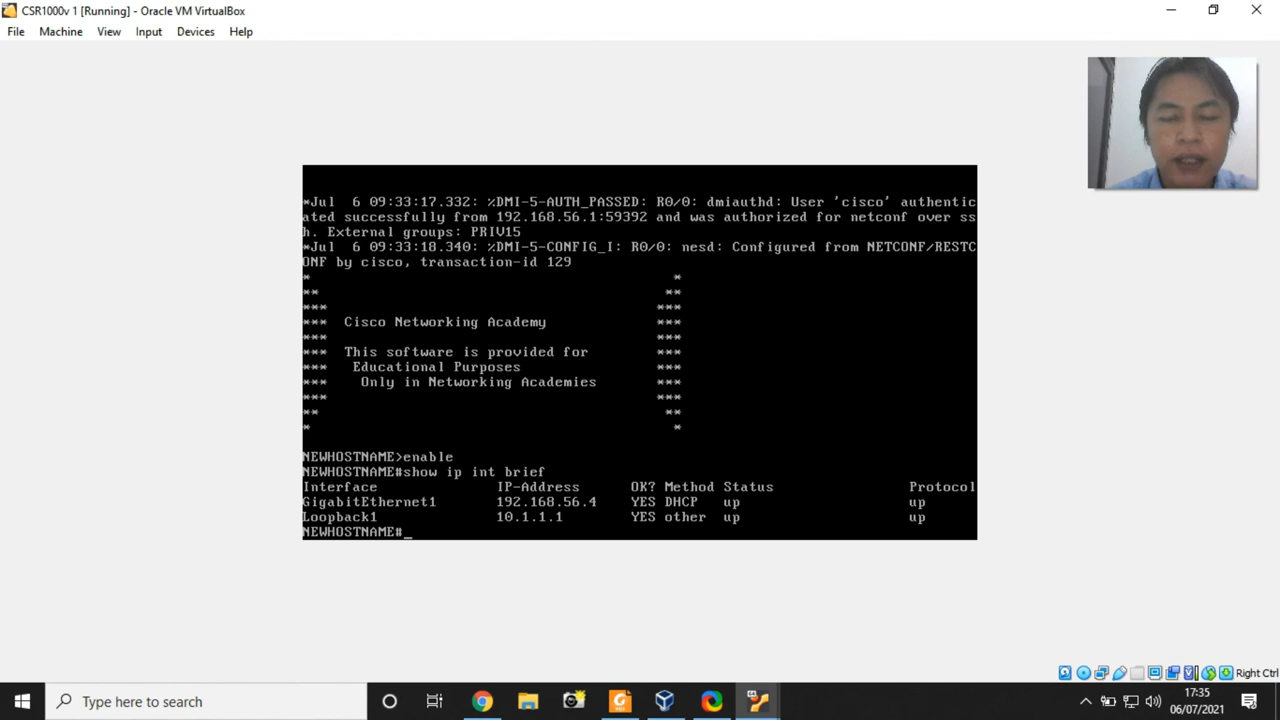 CSR1000v 1 [Running] - Oracle VM VirtualBox
File Machine View Input Devices Help
*Jul  6 09:33:17.332: %DMI-5-AUTH_PASSED: R0/0: dmiauthd: User 'cisco' authentic
ated successfully from 192.168.56.1:59392 and was authorized for netconf over ss
h. External groups: PRIV15
*Jul  6 09:33:18.340: %DMI-5-CONFIG_I: R0/0: nesd: Configured from NETCONF/RESTC
ONF by cisco, transaction-id 129
* *
** **
*** ***
*** Cisco Networking Academy ***
*** ***
*** This software is provided for ***
*** Educational Purposes ***
*** Only in Networking Academies ***
*** ***
** **
* *
NEWHOSTNAME>enable
NEWHOSTNAME#show ip int brief
Interface IP-Address OK? Method Status Protocol
GigabitEthernet1 192.168.56.4 YES DHCP up up
Loopback1 10.1.1.1 YES other up up
NEWHOSTNAME#_
Right Ctrl
Type here to search
17:35
06/07/2021